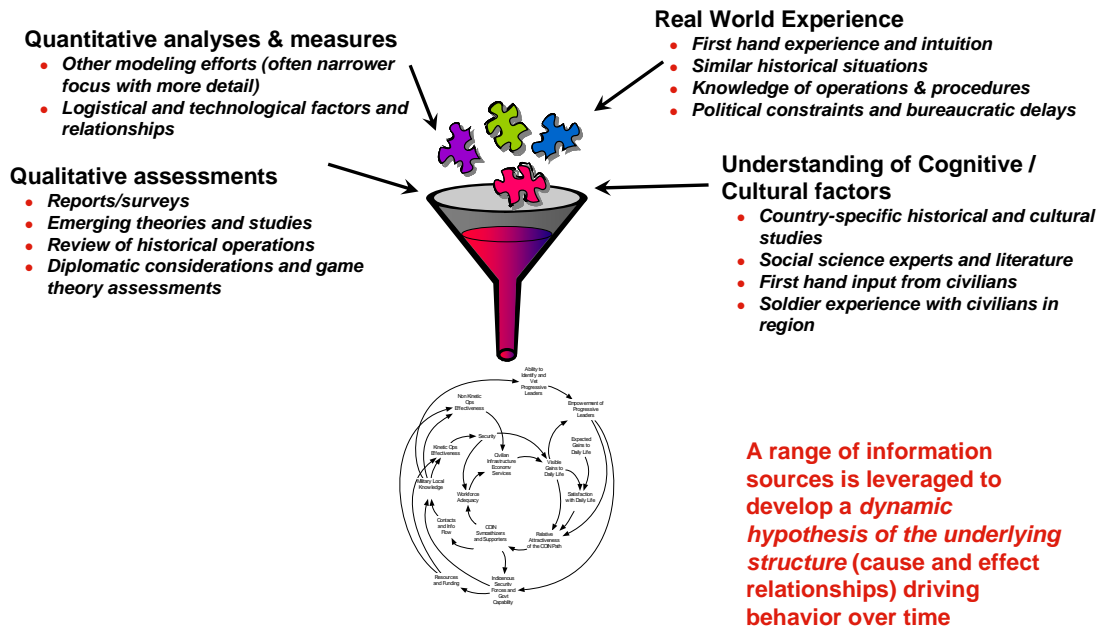 Quantitative analyses & measures
• Other modeling efforts (often narrower
focus with more detail)
• Logistical and technological factors and
relationships
Qualitative assessments
• Reports/surveys
• Emerging theories and studies
• Review of historical operations
• Diplomatic considerations and game
theory assessments
Real World Experience
• First hand experience and intuition
• Similar historical situations
• Knowledge of operations & procedures
• Political constraints and bureaucratic delays
Understanding of Cognitive /
Cultural factors
• Country-specific historical and cultural
studies
• Social science experts and literature
• First hand input from civilians
• Soldier experience with civilians in
region
Ability to
Identify and
Vet
Progressive
Leaders
Non Kinetic
Ops
Effectiveness
Empowerment of
Progressive
Leaders
Security
Kinetic Ops
Effectiveness
Expected
Gains to
Daily Life
Civilian
Infrastructure
Economy
Services
Visible
Gains to
Daily Life
Military Local
Knowledge
Workforce
Adequacy
Satisfaction
with Daily Life
Contacts
and Info
Flow
COIN
Sympathizers
and Supporters
Relative
Attractiveness
of the COIN Path
Resources
and Funding
Indigenous
Security
Forces and
Govt
Capability
A range of information
sources is leveraged to
develop a dynamic
hypothesis of the underlying
structure (cause and effect
relationships) driving
behavior over time